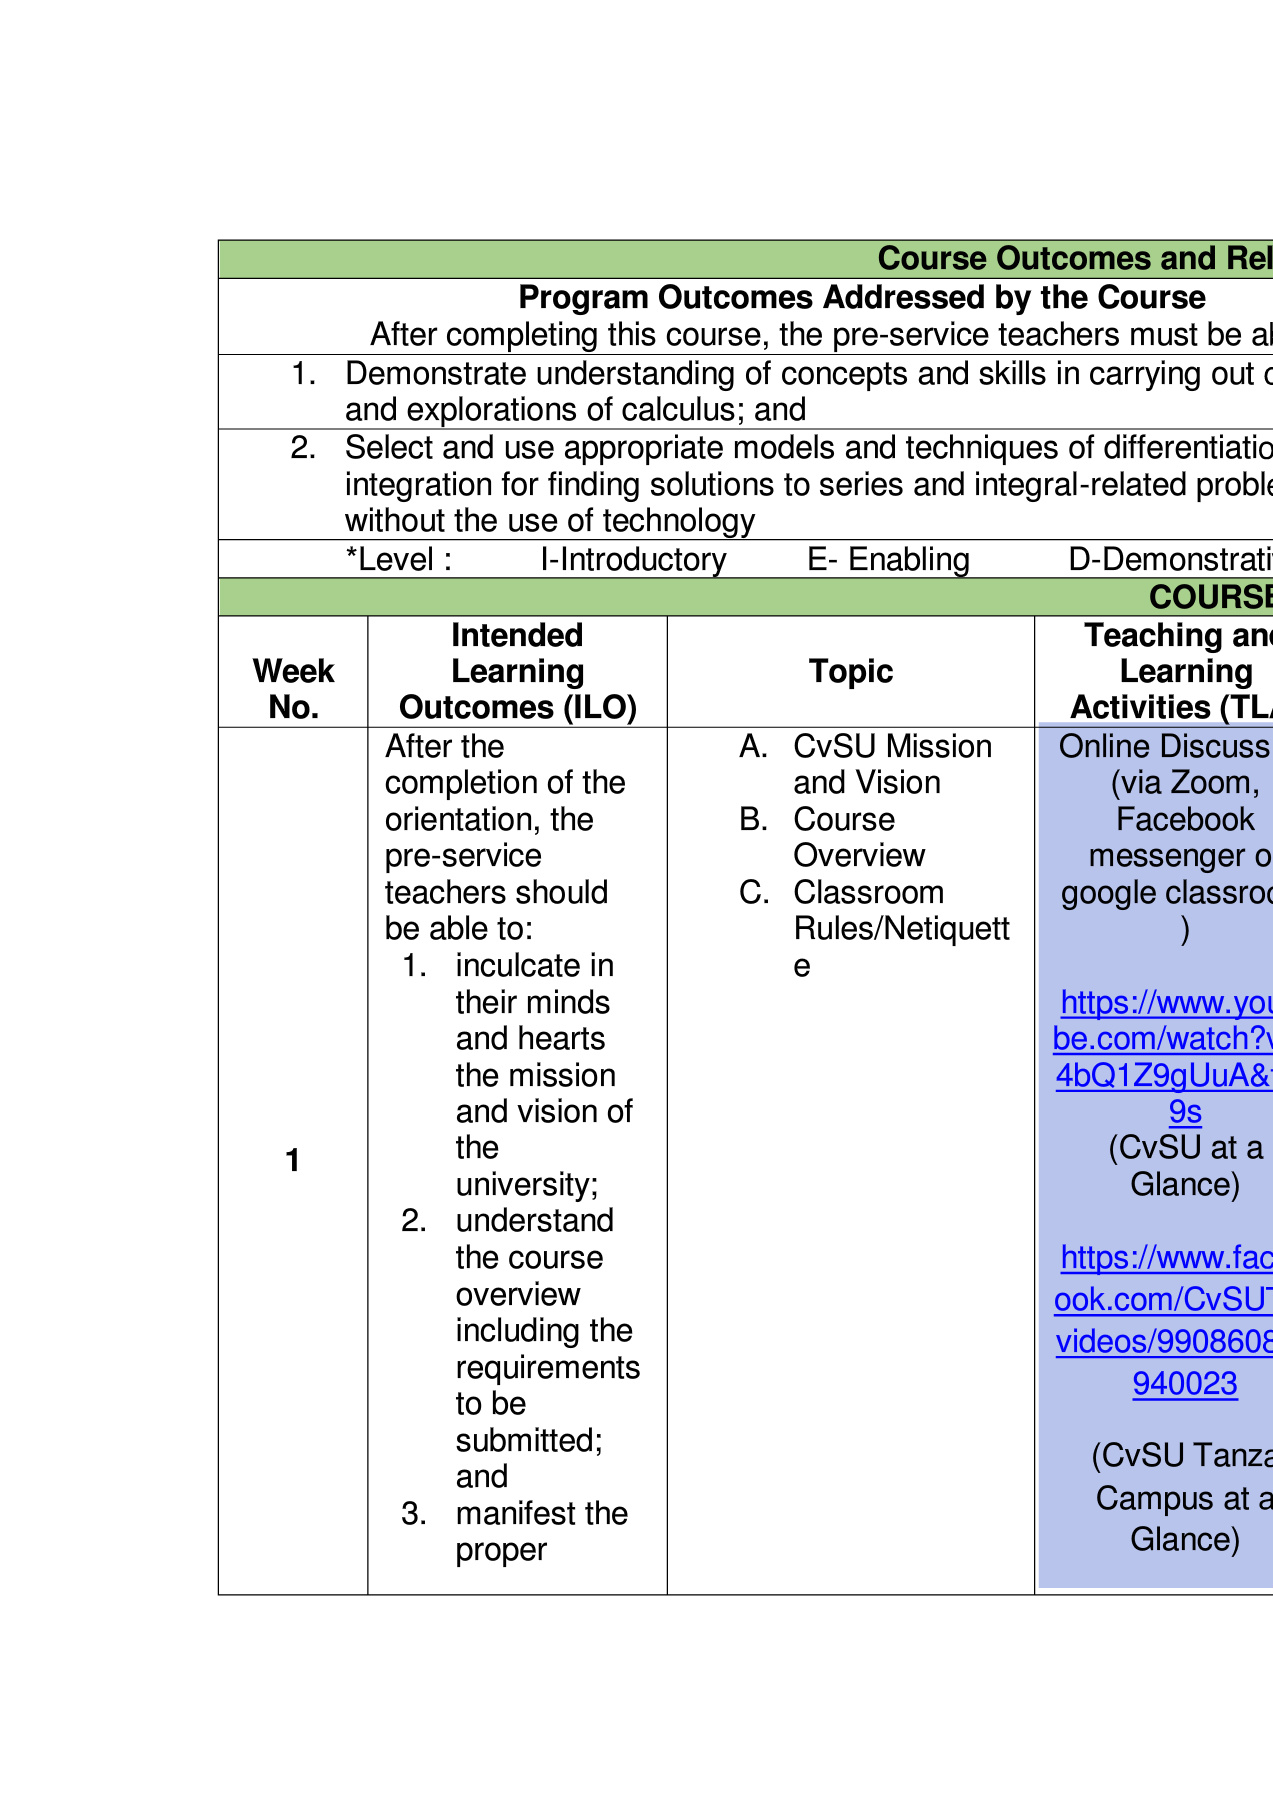 Course Outcomes and Rel
Program Outcomes Addressed by the Course
After completing this course, the pre-service teachers must be
1. Demonstrate understanding of concepts and skills in carrying out
and explorations of calculus; and
2. Select and use appropriate models and techniques of differentiatio
integration for finding solutions to series and integral-related proble
without the use of technology
*Level : I-Introductory E- Enabling D-Demonstrati
COURSE
Week
No.
Intended
Learning
Outcomes (ILO)
Topic
Teaching and
Learning
Activities (TLA
1
After the
completion of the
orientation, the
pre-service
teachers should
be able to:
1. inculcate in
their minds
and hearts
the mission
and vision of
the
university;
2. understand
the course
overview
including the
requirements
to be
submitted;
and
3. manifest the
proper
A. CvSU Mission
and Vision
B. Course
Overview
C. Classroom
Rules/Netiquett
e
Online Discuss
(via Zoom,
Facebook
messenger o
google classroo
)
https://www.you
be.com/watch?v
4bQ1Z9gUuA&
9s
(CvSU at a
Glance)
https://www.fac
ook.com/CvSUT
videos/9908608
940023
(CvSU Tanza
Campus at a
Glance)